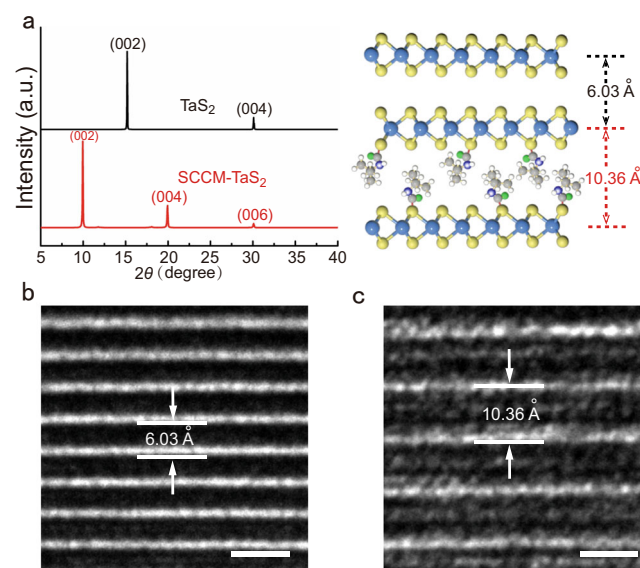 a
Intensity (a.u.)
(002)
(004)
TaS₂
(002)
SCCM-TaS₂
(004)
(006)
5 10 15 20 25 30 35 40
2θ (degree)
6.03 Å
10.36 Å
b
6.03 Å
c
10.36 Å